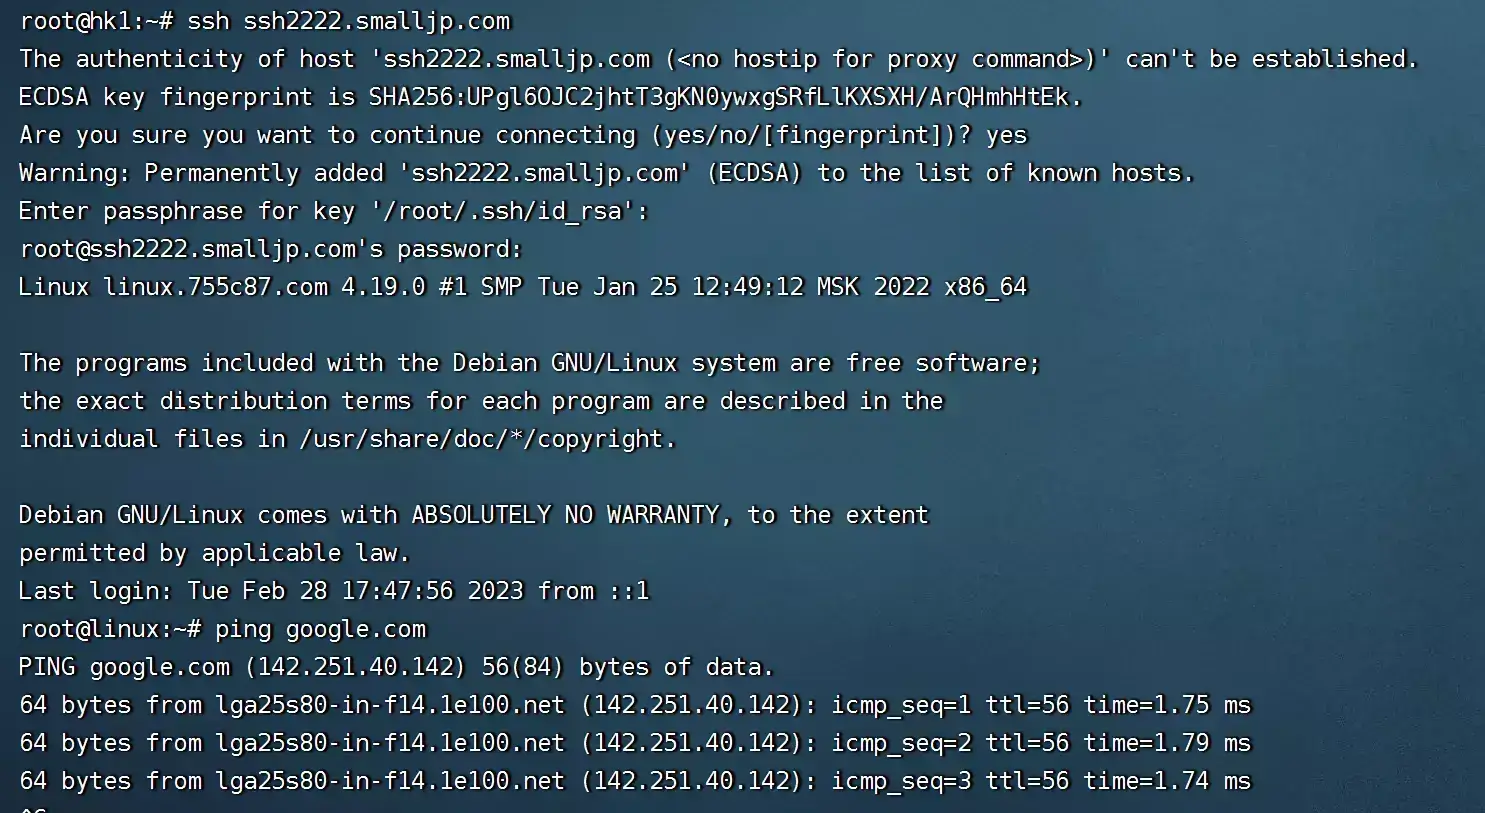 root@hk1:~# ssh ssh2222.smalljp.com
The authenticity of host 'ssh2222.smalljp.com (<no hostip for proxy command>)' can't be established.
ECDSA key fingerprint is SHA256:UPgl6OJC2jhtT3gKN0ywxgSRfLlKXSXH/ArQHmhHtEk.
Are you sure you want to continue connecting (yes/no/[fingerprint])? yes
Warning: Permanently added 'ssh2222.smalljp.com' (ECDSA) to the list of known hosts.
Enter passphrase for key '/root/.ssh/id_rsa':
root@ssh2222.smalljp.com's password:
Linux linux.755c87.com 4.19.0 #1 SMP Tue Jan 25 12:49:12 MSK 2022 x86_64
The programs included with the Debian GNU/Linux system are free software;
the exact distribution terms for each program are described in the
individual files in /usr/share/doc/*/copyright.
Debian GNU/Linux comes with ABSOLUTELY NO WARRANTY, to the extent
permitted by applicable law.
Last login: Tue Feb 28 17:47:56 2023 from ::1
root@linux:~# ping google.com
PING google.com (142.251.40.142) 56(84) bytes of data.
64 bytes from lga25s80-in-f14.1e100.net (142.251.40.142): icmp_seq=1 ttl=56 time=1.75 ms
64 bytes from lga25s80-in-f14.1e100.net (142.251.40.142): icmp_seq=2 ttl=56 time=1.79 ms
64 bytes from lga25s80-in-f14.1e100.net (142.251.40.142): icmp_seq=3 ttl=56 time=1.74 ms